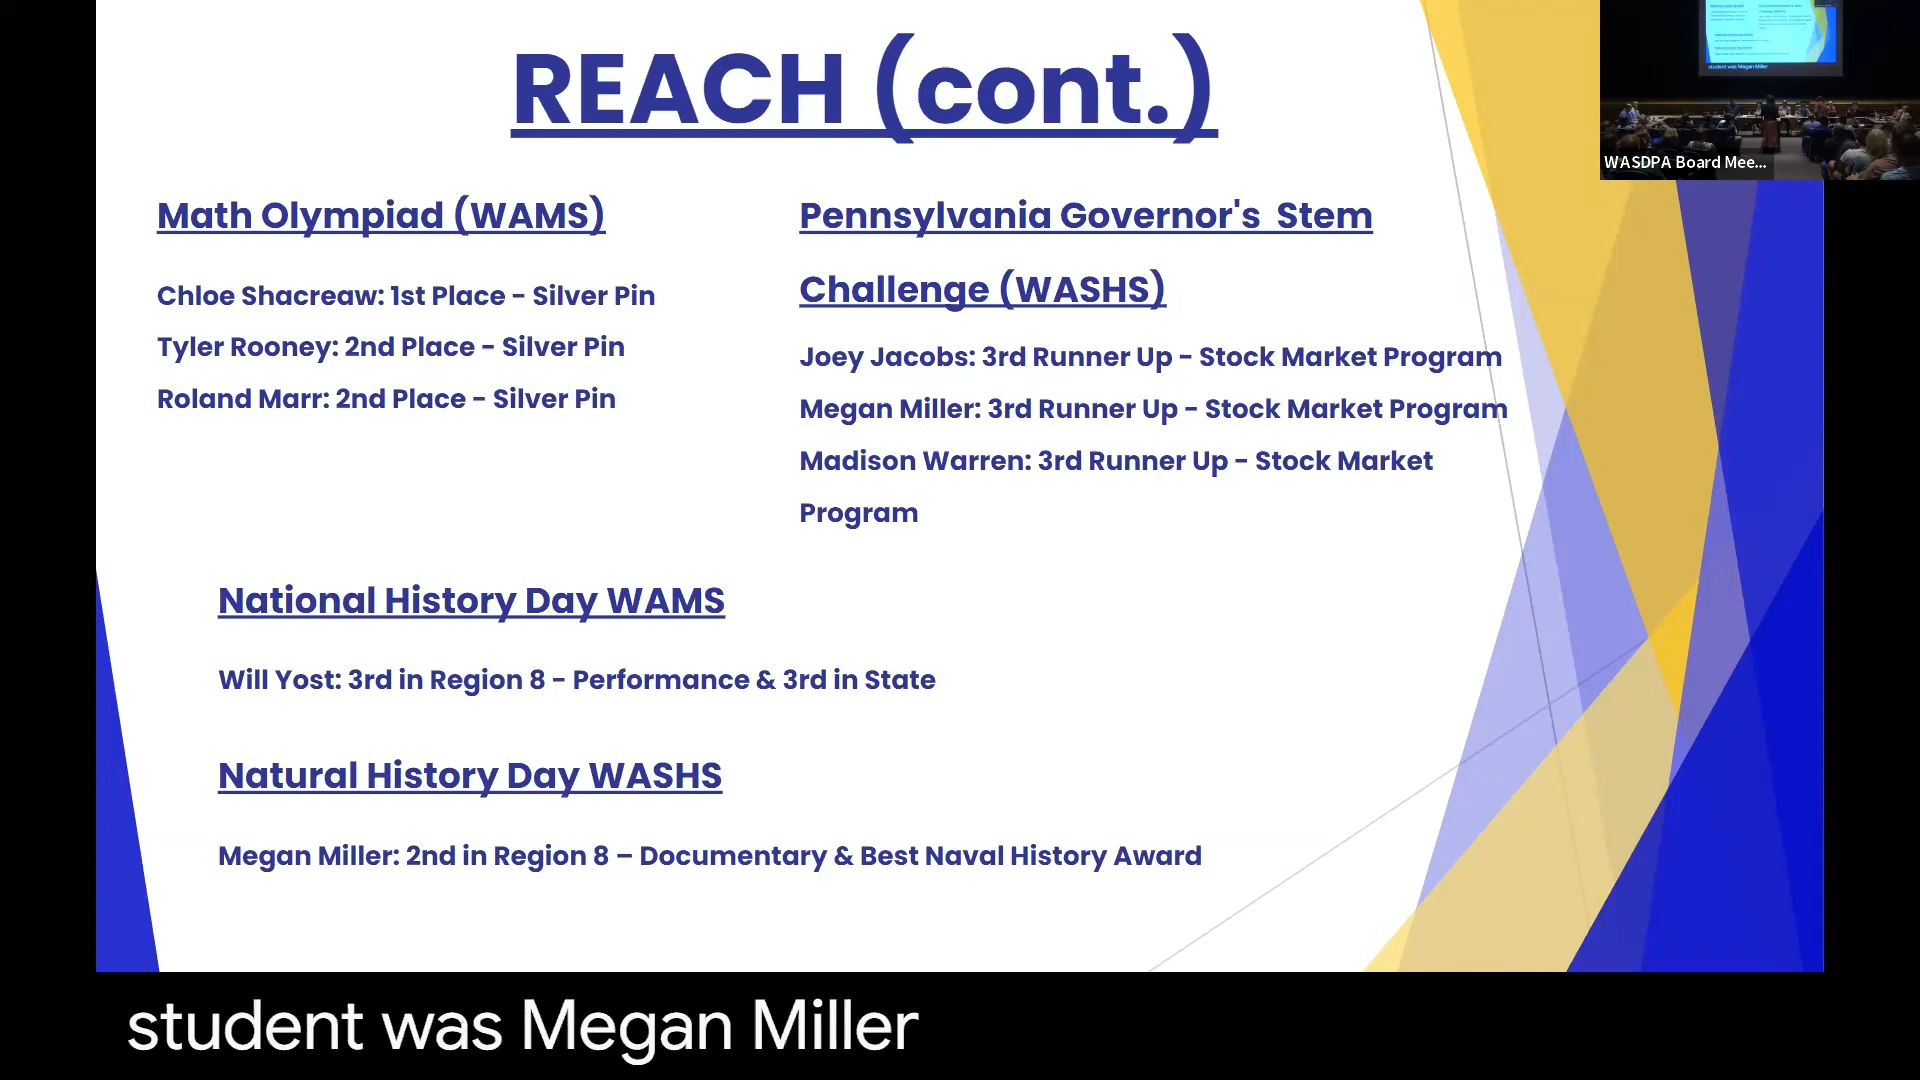 REACH (cont.)
Math Olympiad (WAMS)
Chloe Shacreaw: 1st Place - Silver Pin
Tyler Rooney: 2nd Place - Silver Pin
Roland Marr: 2nd Place - Silver Pin
Pennsylvania Governor's Stem
Challenge (WASHS)
Joey Jacobs: 3rd Runner Up - Stock Market Program
Megan Miller: 3rd Runner Up - Stock Market Program
Madison Warren: 3rd Runner Up - Stock Market
Program
National History Day WAMS
Will Yost: 3rd in Region 8 - Performance & 3rd in State
Natural History Day WASHS
Megan Miller: 2nd in Region 8 – Documentary & Best Naval History Award
WASDPA Board Mee...
student was Megan Miller
student was Megan Miller